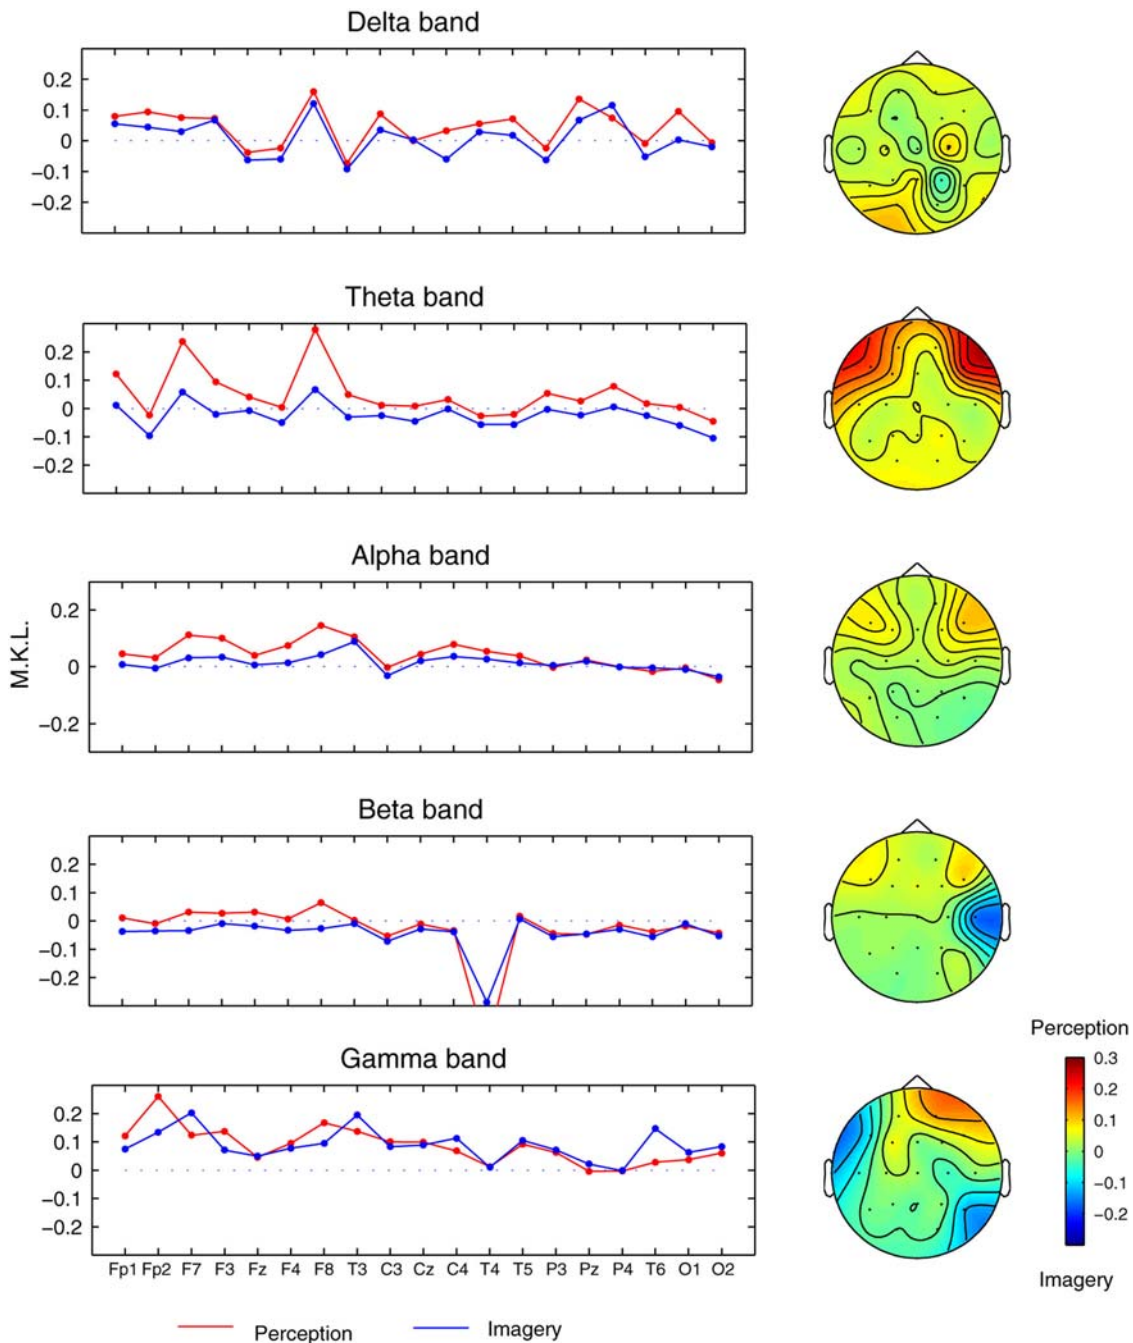 Delta band
0.2
0.1
0
−0.1
−0.2
Theta band
0.2
0.1
0
−0.1
−0.2
Alpha band
0.2
0
−0.2
M.K.L.
Beta band
0.2
0.1
0
−0.1
−0.2
Gamma band
0.2
0.1
0
−0.1
−0.2
Fp1 Fp2 F7 F3 Fz F4 F8 T3 C3 Cz C4 T4 T5 P3 Pz P4 T6 O1 O2
Perception
Imagery
Perception
0.3
0.2
0.1
0
−0.1
−0.2
Imagery